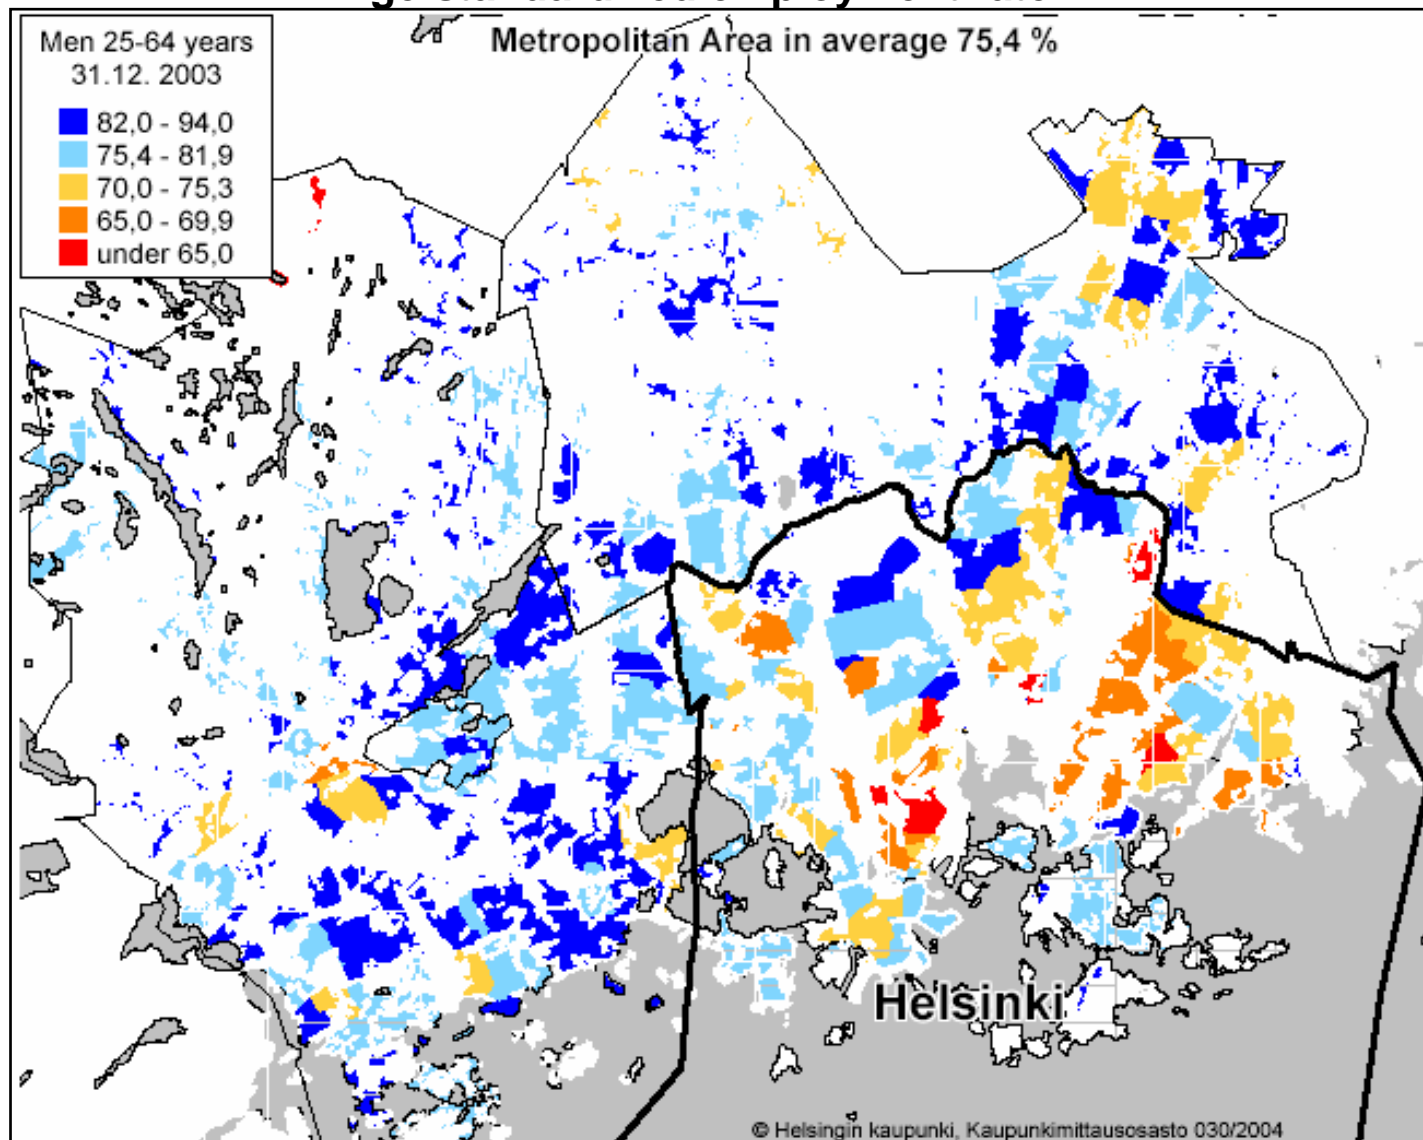 Men 25-64 years
31.12. 2003
82,0 - 94,0
75,4 - 81,9
70,0 - 75,3
65,0 - 69,9
under 65,0
Metropolitan Area in average 75,4 %
Helsinki
© Helsingin kaupunki, Kaupunkimittausosasto 030/2004